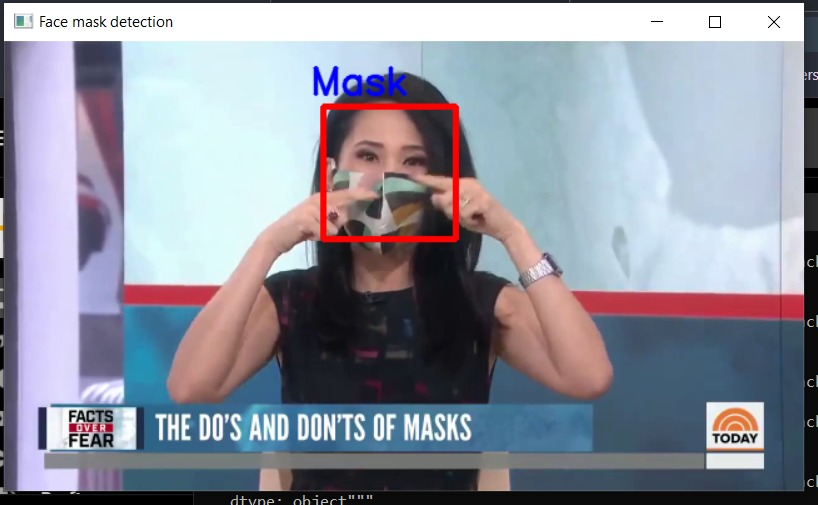 Face mask detection
Mask
FACTS
OVER
FEAR
THE DO'S AND DON'TS OF MASKS
TODAY
dtype: object"""